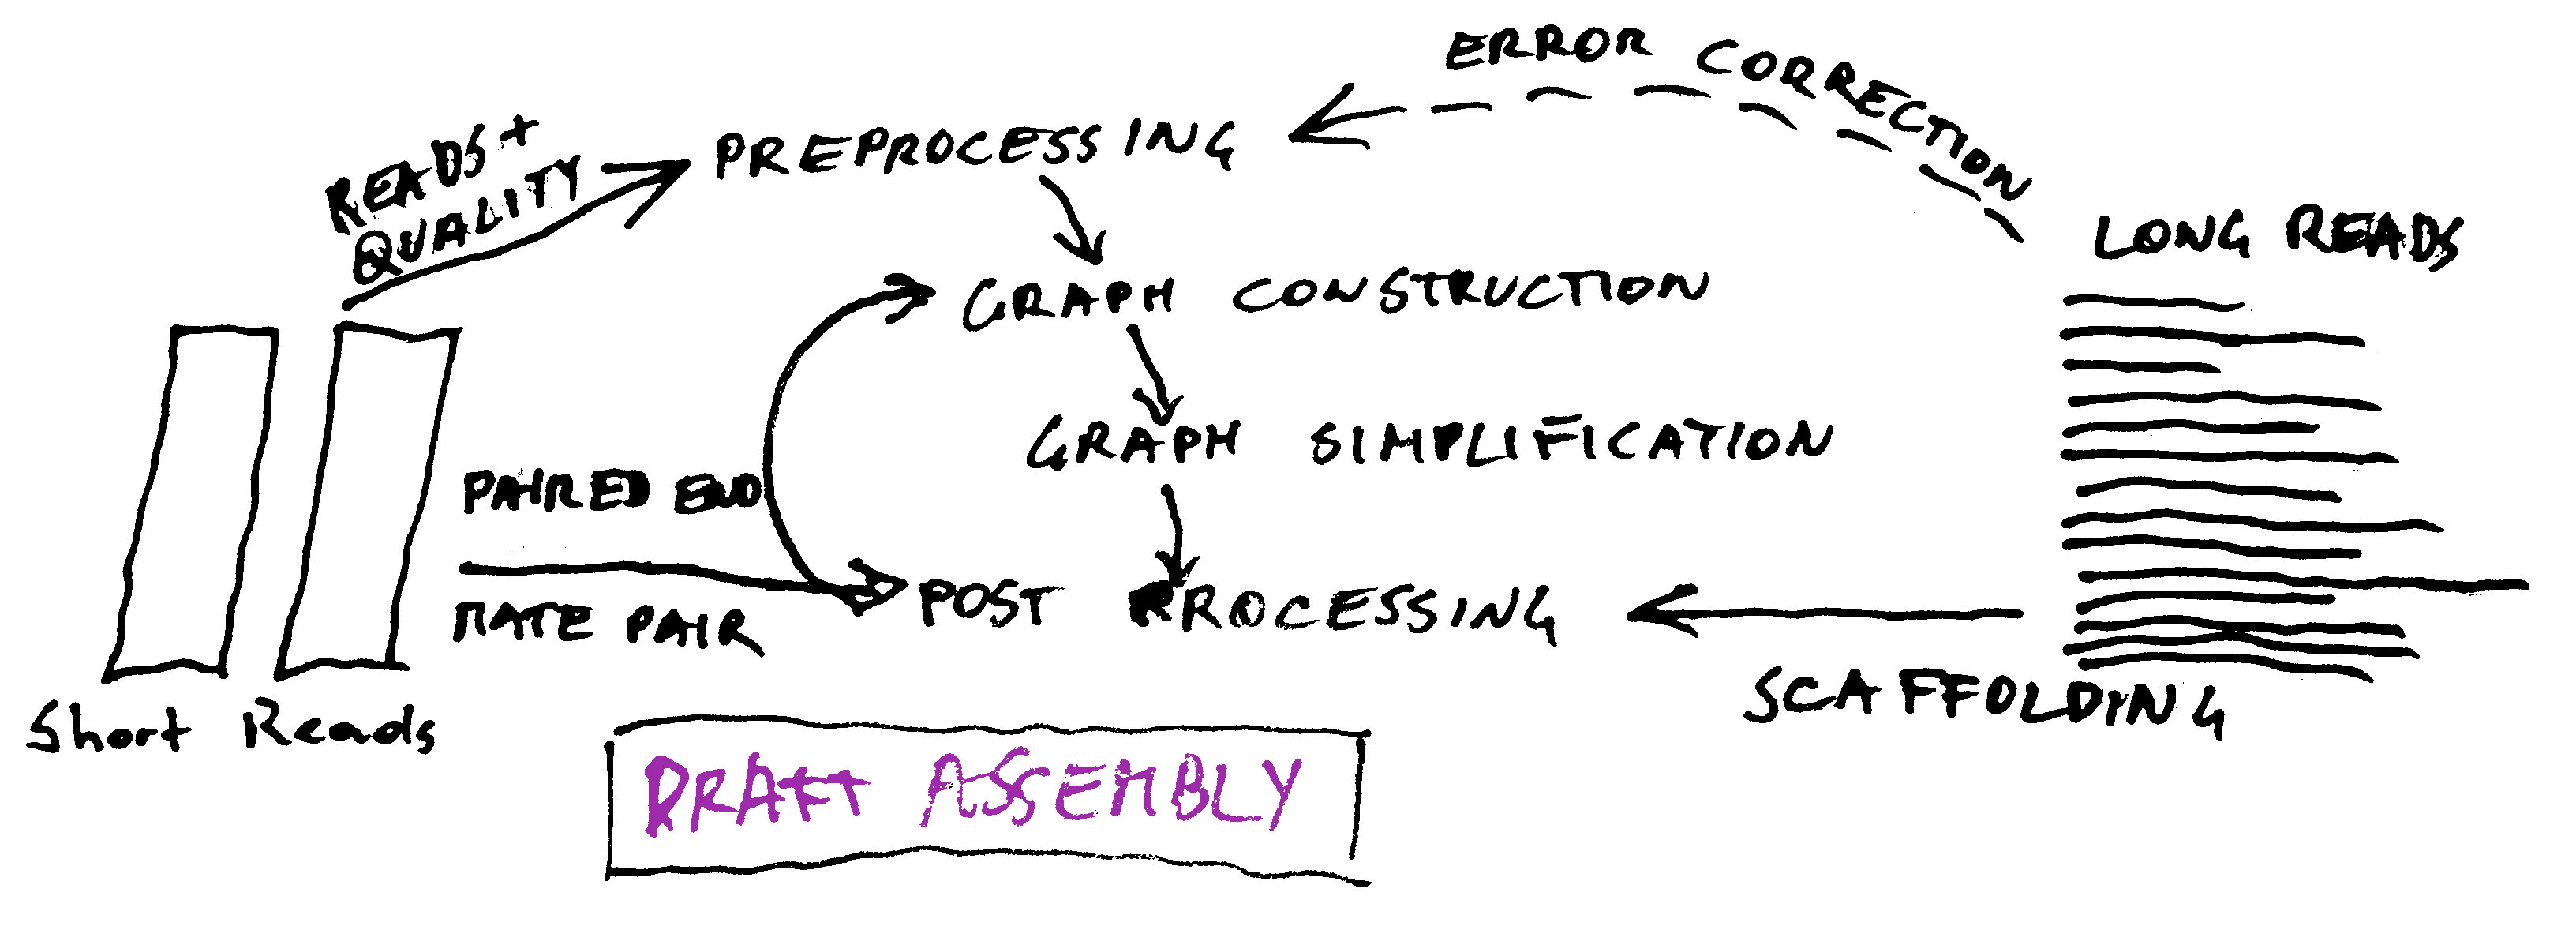 ERROR CORRECTION
READS +
QUALITY
PREPROCESSING
LONG READS
GRAPH CONSTRUCTION
GRAPH SIMPLIFICATION
PAIRED END
MATE PAIR
POST PROCESSING
SCAFFOLDING
Short Reads
DRAFT ASSEMBLY